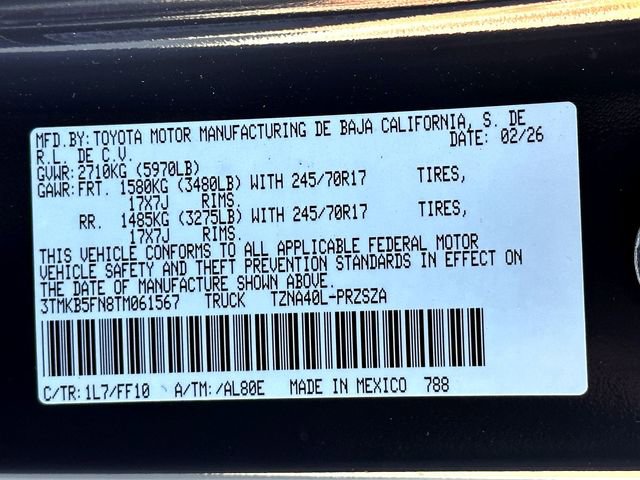 MFD.BY:TOYOTA MOTOR MANUFACTURING DE BAJA CALIFORNIA, S. DE
R.L. DE C.V. DATE: 02/26
GVWR:2710KG (5970LB)
GAWR:FRT. 1580KG (3480LB) WITH 245/70R17 TIRES,
17X7J RIMS.
RR. 1485KG (3275LB) WITH 245/70R17 TIRES,
17X7J RIMS.
THIS VEHICLE CONFORMS TO ALL APPLICABLE FEDERAL MOTOR
VEHICLE SAFETY AND THEFT PREVENTION STANDARDS IN EFFECT ON
THE DATE OF MANUFACTURE SHOWN ABOVE.
3TMKB5FN8TM061567 TRUCK TZNA40L-PRZSZA
C/TR:1L7/FF10 A/TM:/AL80E MADE IN MEXICO 788